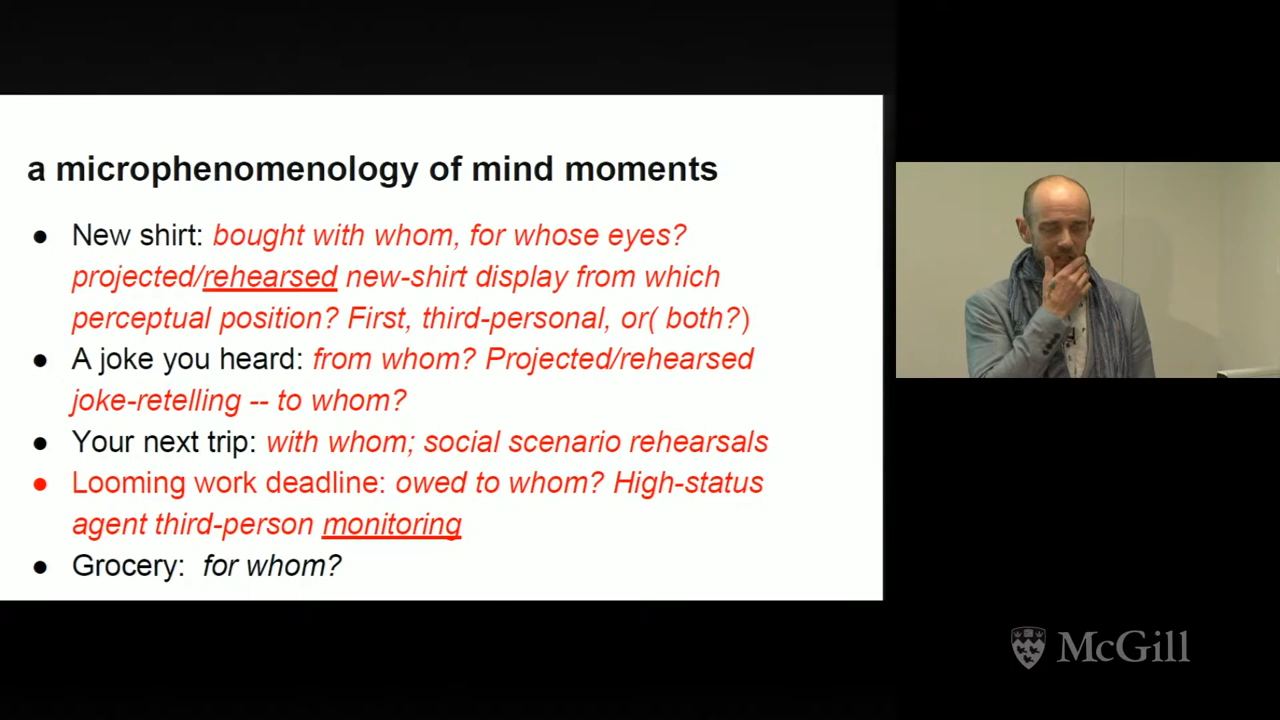 a microphenomenology of mind moments
● New shirt: bought with whom, for whose eyes?
projected/rehearsed new-shirt display from which
perceptual position? First, third-personal, or( both?)
● A joke you heard: from whom? Projected/rehearsed
joke-retelling -- to whom?
● Your next trip: with whom; social scenario rehearsals
● Looming work deadline: owed to whom? High-status
agent third-person monitoring
● Grocery: for whom?
McGill